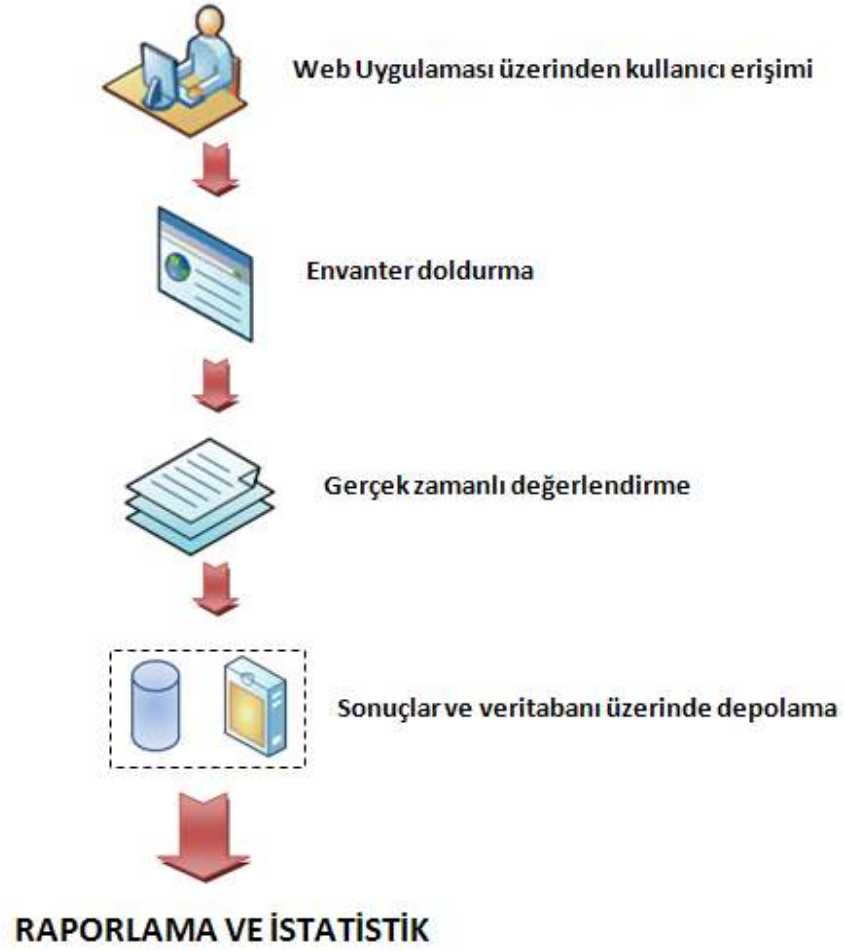 Web Uygulaması üzerinden kullanıcı erişimi
Envanter doldurma
Gerçek zamanlı değerlendirme
Sonuçlar ve veritabanı üzerinde depolama
RAPORLAMA VE İSTATİSTİK